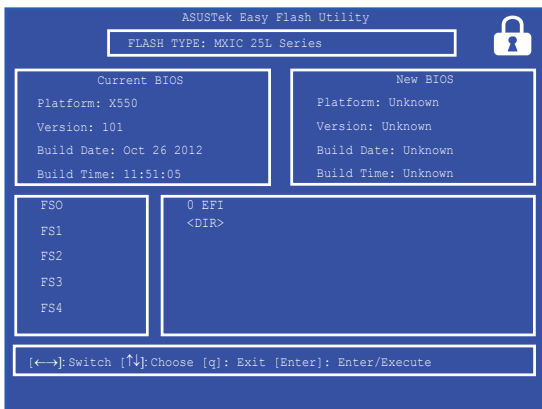 ASUSTek Easy Flash Utility
FLASH TYPE: MXIC 25L Series
Current BIOS
Platform: X550
Version: 101
Build Date: Oct 26 2012
Build Time: 11:51:05
New BIOS
Platform: Unknown
Version: Unknown
Build Date: Unknown
Build Time: Unknown
FSO
FS1
FS2
FS3
FS4
0 EFI
<DIR>
[←→]: Switch [↑↓]: Choose [q]: Exit [Enter]: Enter/Execute